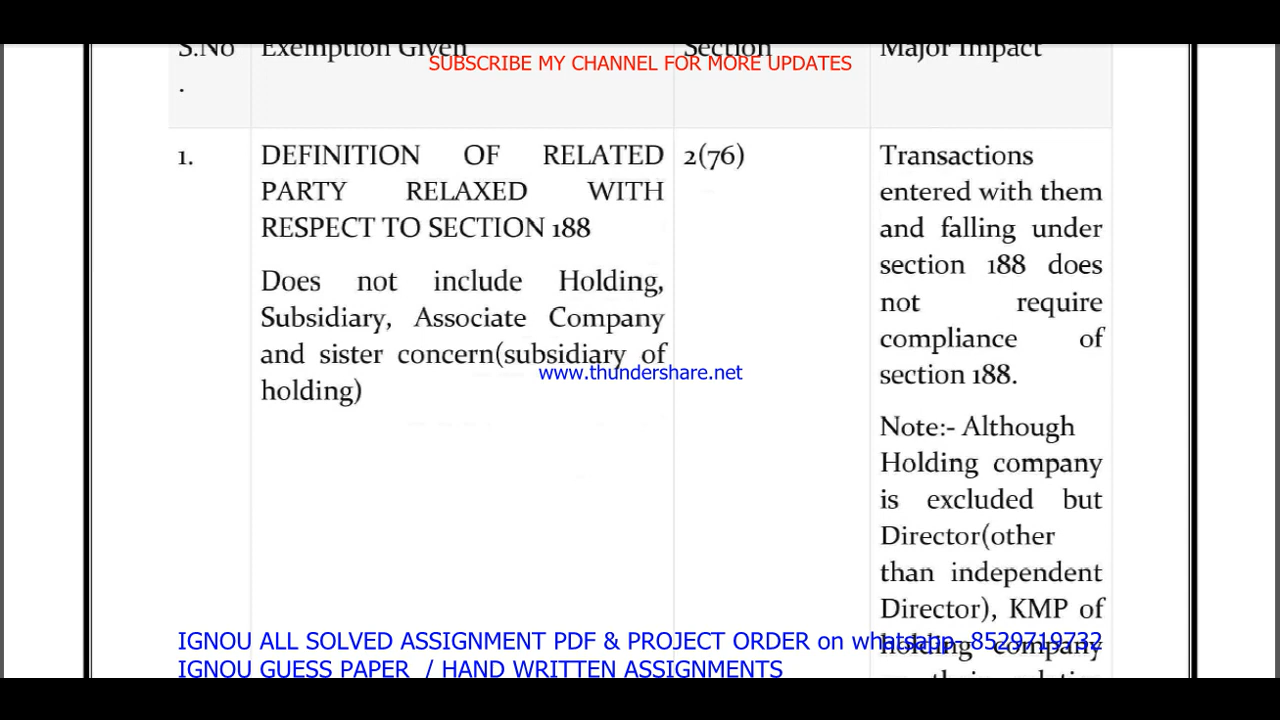 S.No
.
Exemption Given
Section
Major Impact
SUBSCRIBE MY CHANNEL FOR MORE UPDATES
1.
DEFINITION OF RELATED
PARTY RELAXED WITH
RESPECT TO SECTION 188
Does not include Holding,
Subsidiary, Associate Company
and sister concern(subsidiary of
holding)
2(76)
Transactions
entered with them
and falling under
section 188 does
not require
compliance of
section 188.
Note:- Although
Holding company
is excluded but
Director(other
than independent
Director), KMP of
holding company
www.thundershare.net
IGNOU ALL SOLVED ASSIGNMENT PDF & PROJECT ORDER on whatsapp- 8529719732
IGNOU GUESS PAPER / HAND WRITTEN ASSIGNMENTS